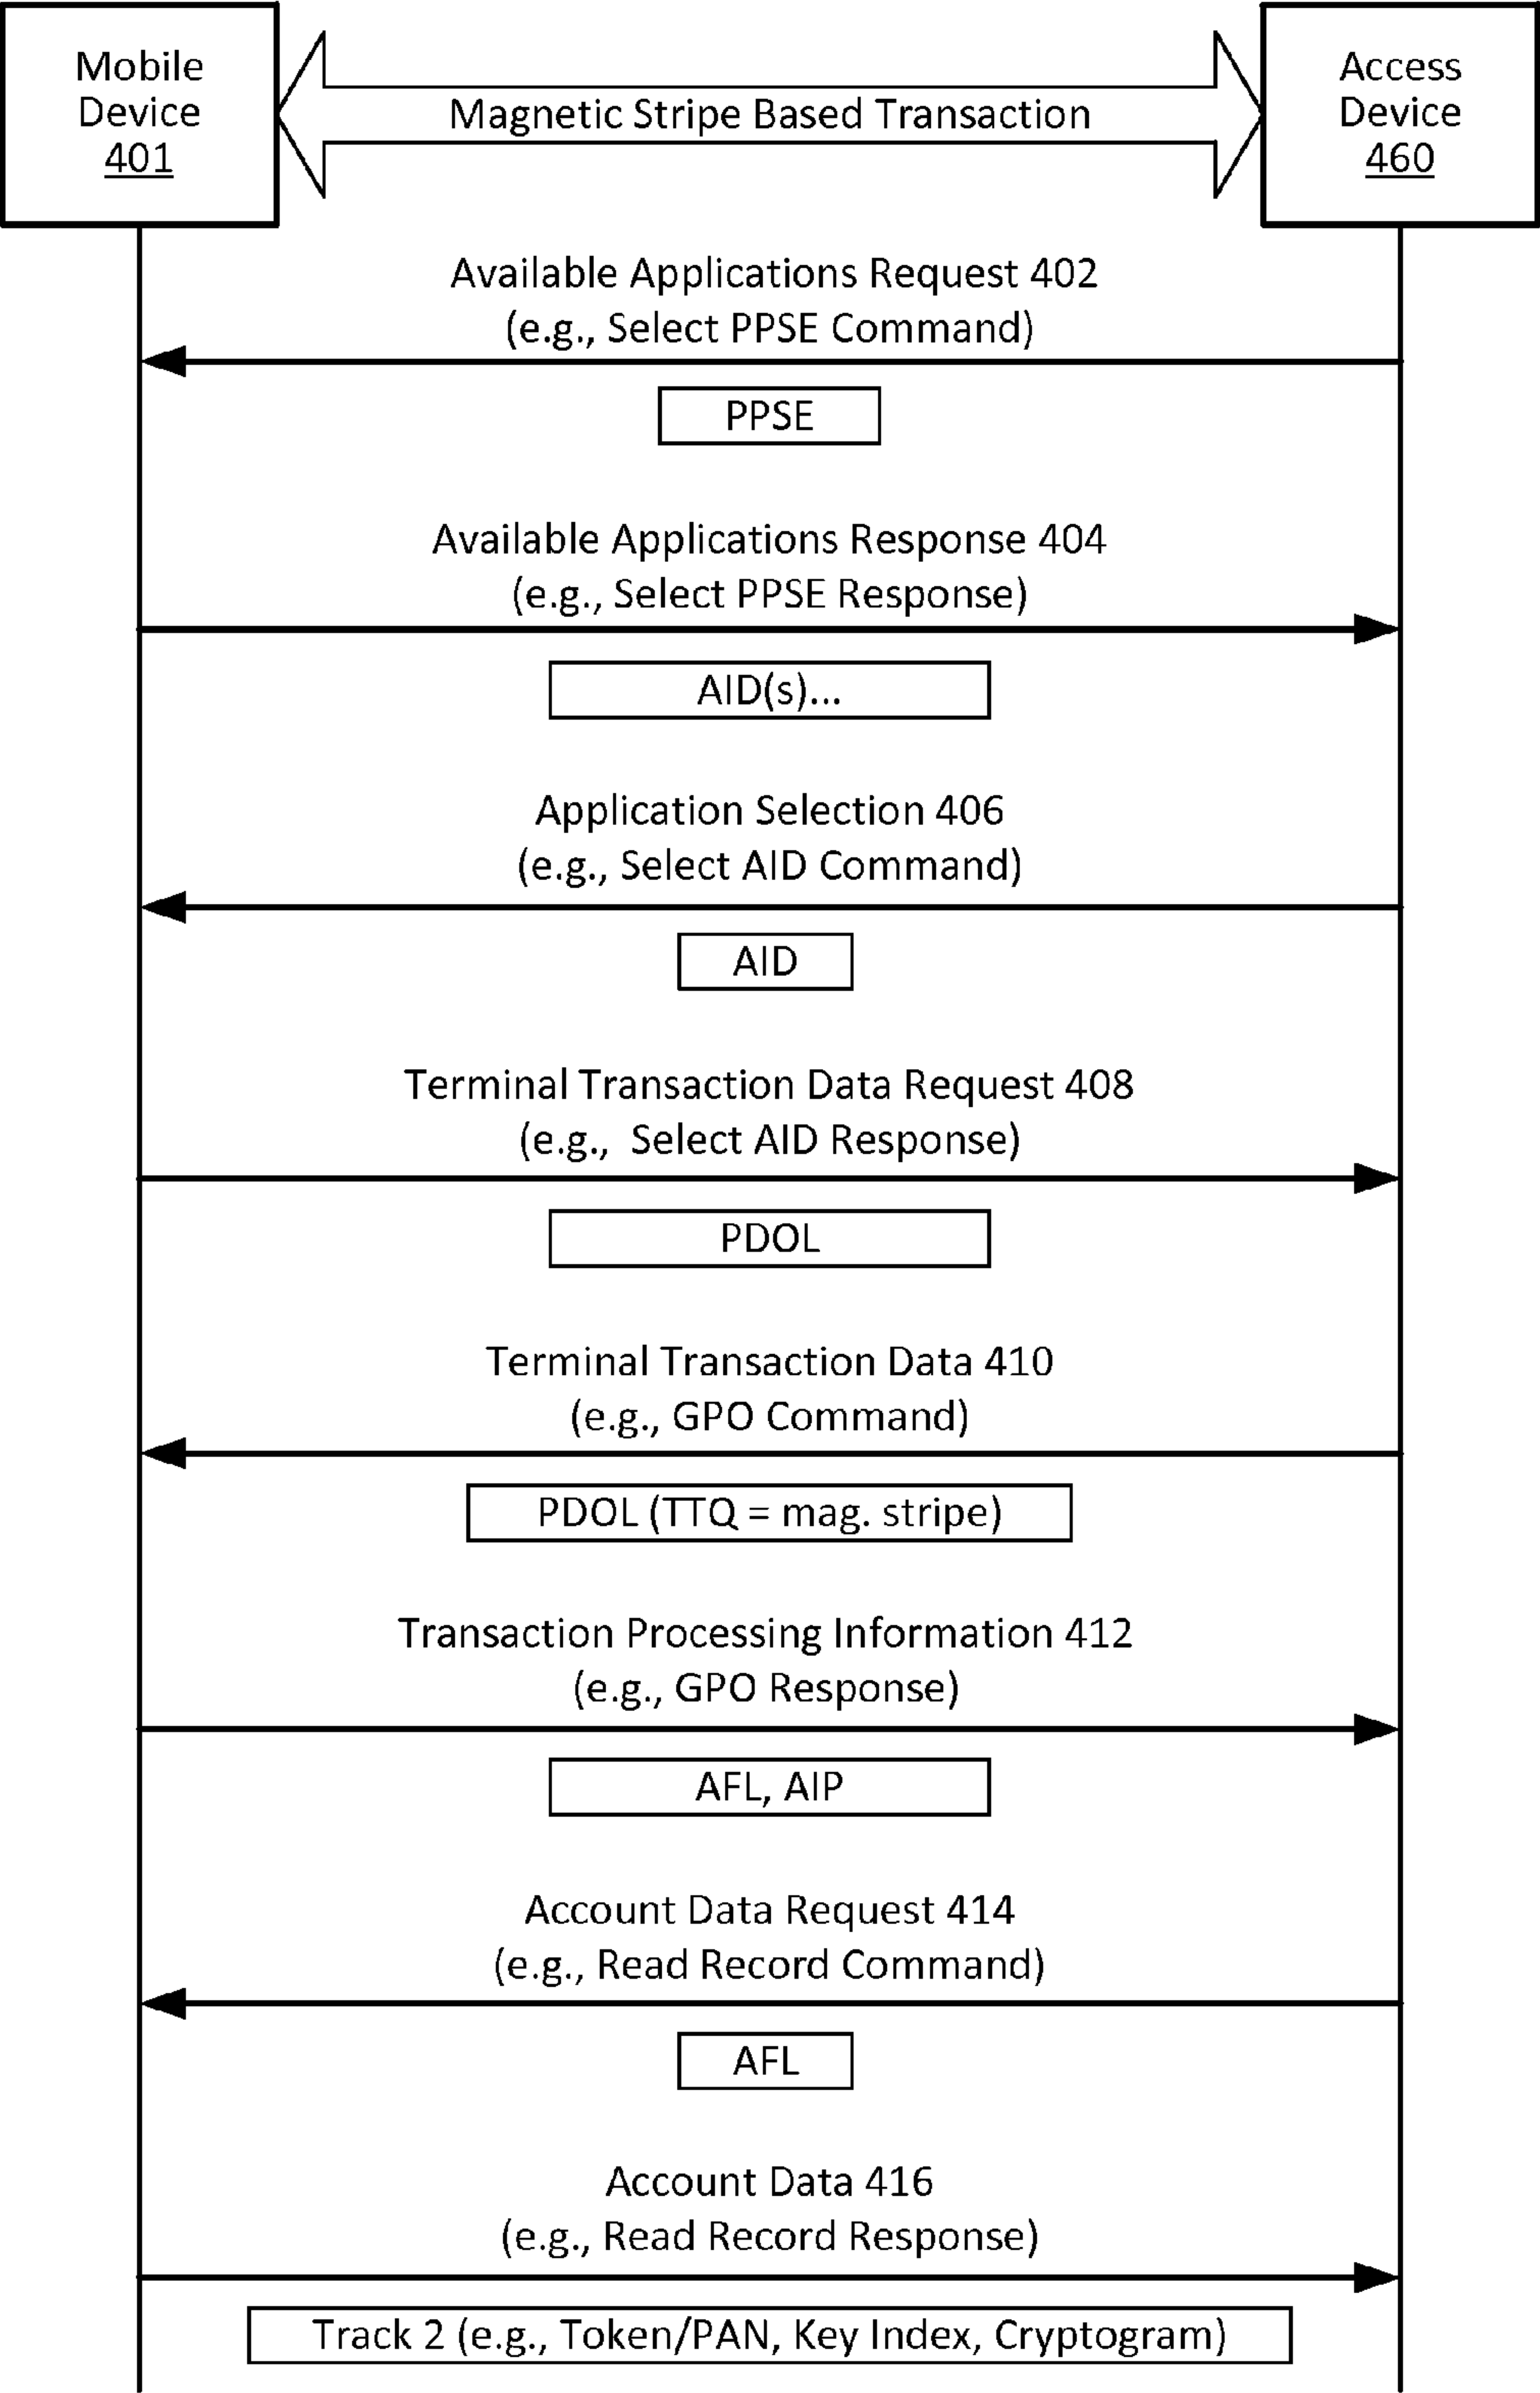 Mobile
Device
401
Magnetic Stripe Based Transaction
Access
Device
460
Available Applications Request 402
(e.g., Select PPSE Command)
PPSE
Available Applications Response 404
(e.g., Select PPSE Response)
AID(s)...
Application Selection 406
(e.g., Select AID Command)
AID
Terminal Transaction Data Request 408
(e.g., Select AID Response)
PDOL
Terminal Transaction Data 410
(e.g., GPO Command)
PDOL (TTQ = mag. stripe)
Transaction Processing Information 412
(e.g., GPO Response)
AFL, AIP
Account Data Request 414
(e.g., Read Record Command)
AFL
Account Data 416
(e.g., Read Record Response)
Track 2 (e.g., Token/PAN, Key Index, Cryptogram)